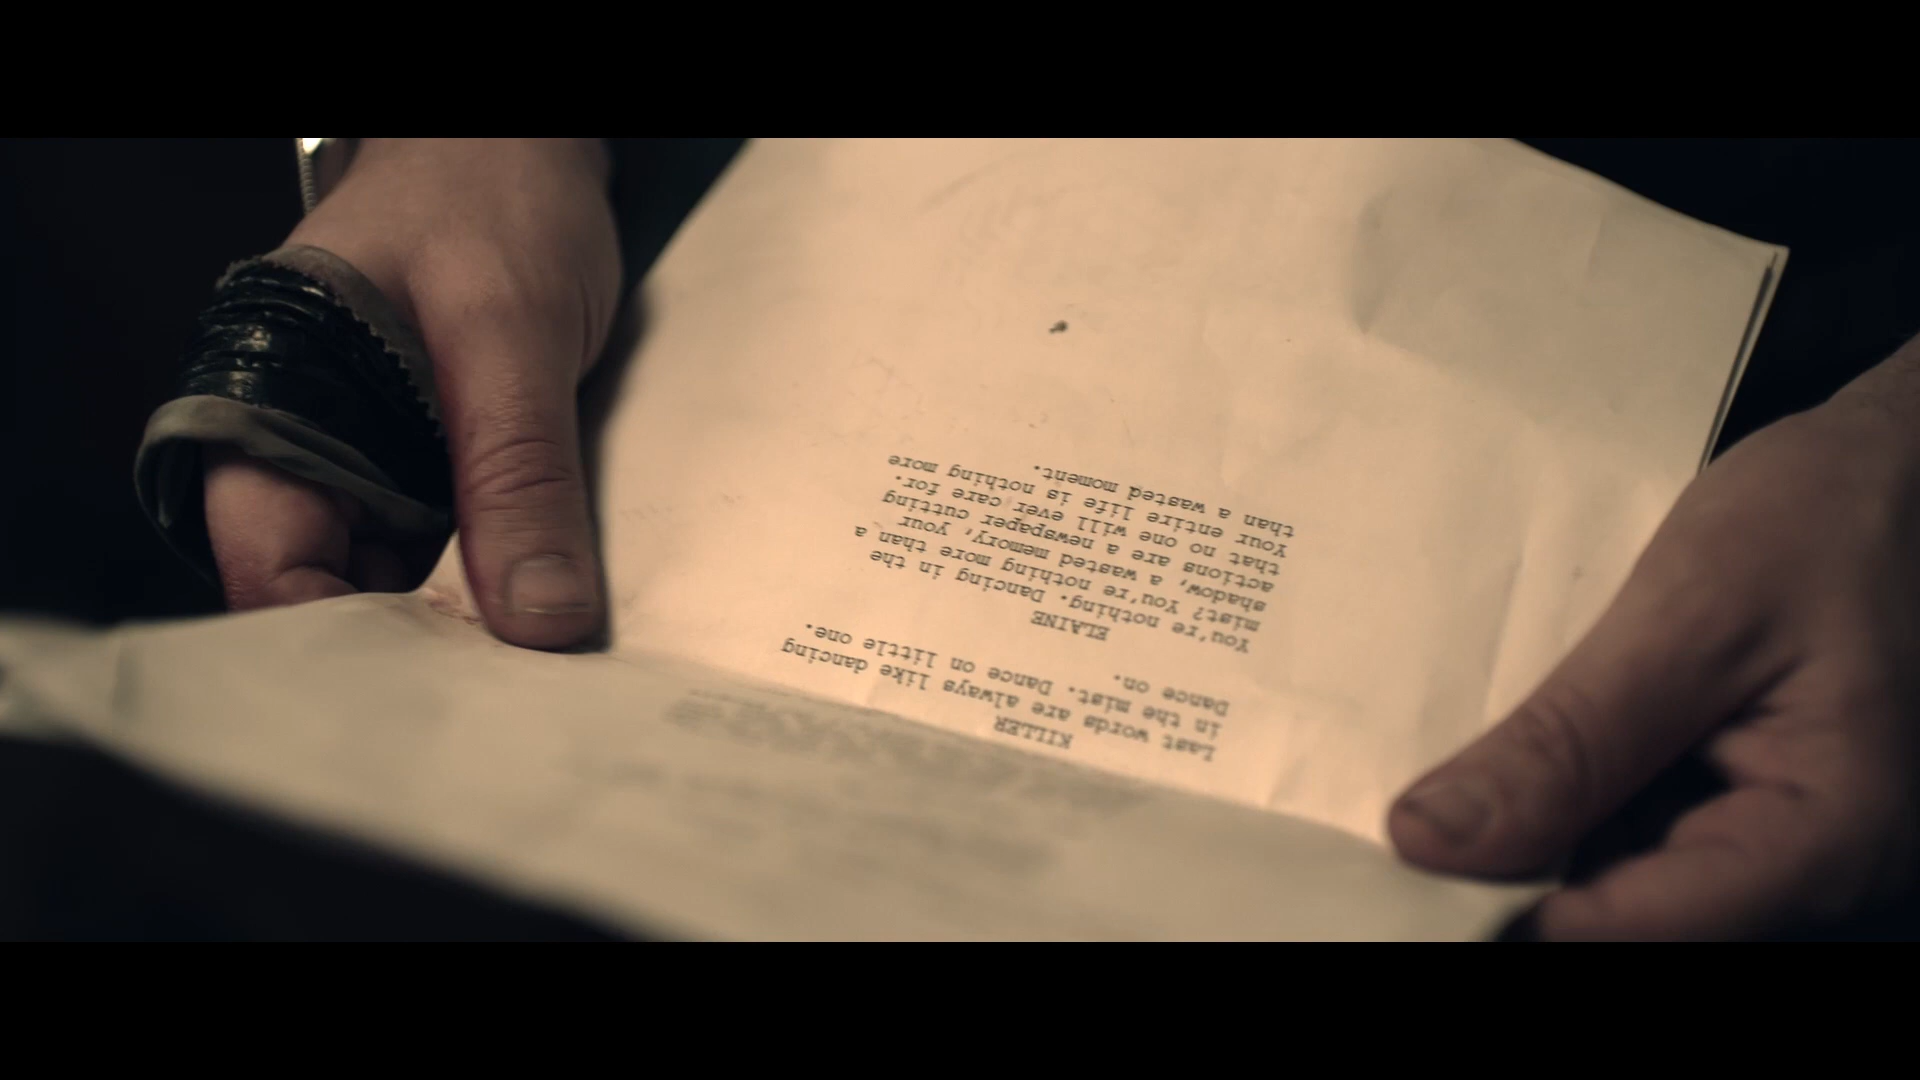 KILLER
Last words are always like dancing
in the mist. Dance on little one.
Dance on.
ELAINE
You're nothing. Dancing in the
mist? You're nothing more than a
shadow, a wasted memory, your
actions are a newspaper cutting
that no one will ever care for.
Your entire life is nothing more
than a wasted moment.